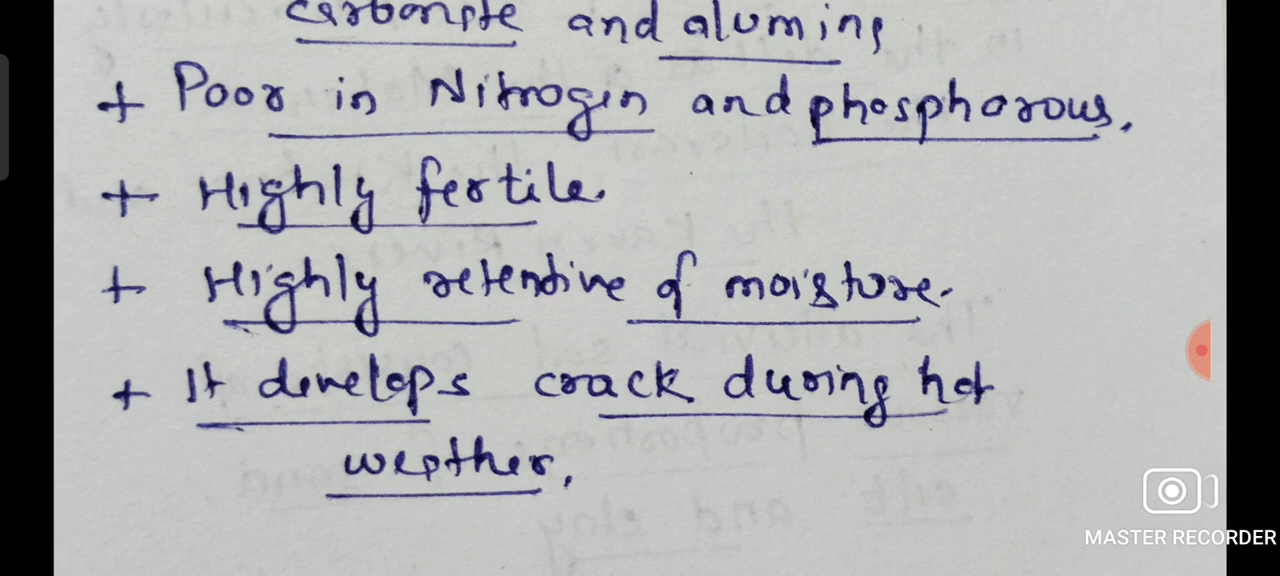 carbonate and alumina
+ Poor in Nitrogin and phosphorous.
+ Highly fertile.
+ Highly retentive of moisture.
+ It develops crack during hot
weather.
MASTER RECORDER